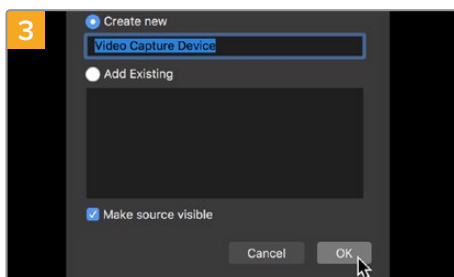 3
Create new
Video Capture Device
Add Existing
Make source visible
Cancel OK